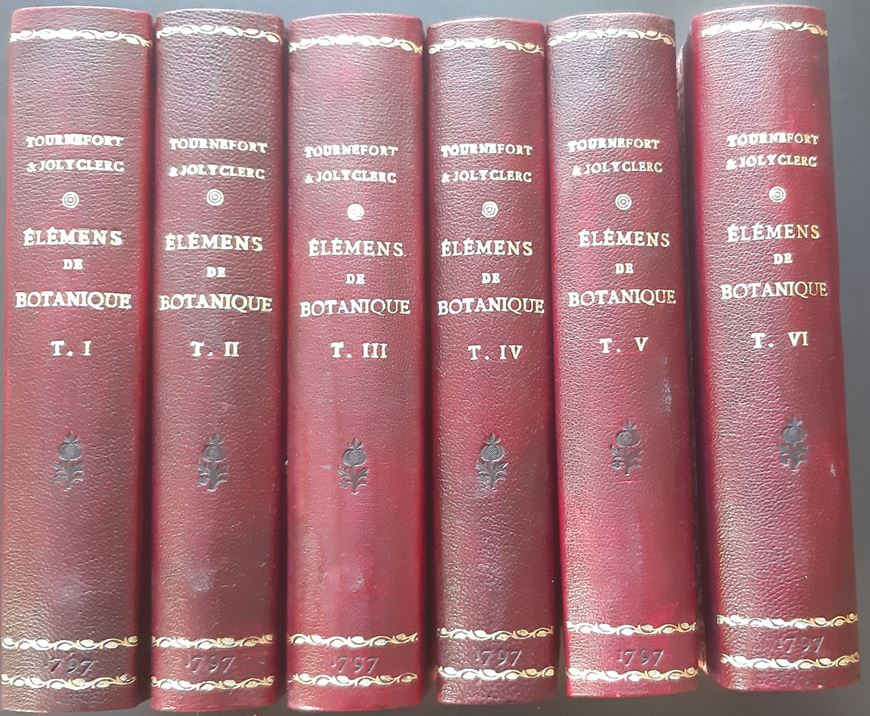 TOURNEFORT
& JOLYCLERC
ÉLÉMENS
DE
BOTANIQUE
T. I
1797
TOURNEFORT
& JOLYCLERC
ÉLÉMENS
DE
BOTANIQUE
T. II
1797
TOURNEFORT
& JOLYCLERC
ÉLÉMENS
DE
BOTANIQUE
T. III
1797
TOURNEFORT
& JOLYCLERC
ÉLÉMENS
DE
BOTANIQUE
T. IV
1797
TOURNEFORT
& JOLYCLERC
ÉLÉMENS
DE
BOTANIQUE
T. V
1797
TOURNEFORT
& JOLYCLERC
ÉLÉMENS
DE
BOTANIQUE
T. VI
1797